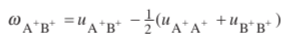 ω_{A⁺B⁺} = u_{A⁺B⁺} − ½(u_{A⁺A⁺} + u_{B⁺B⁺})